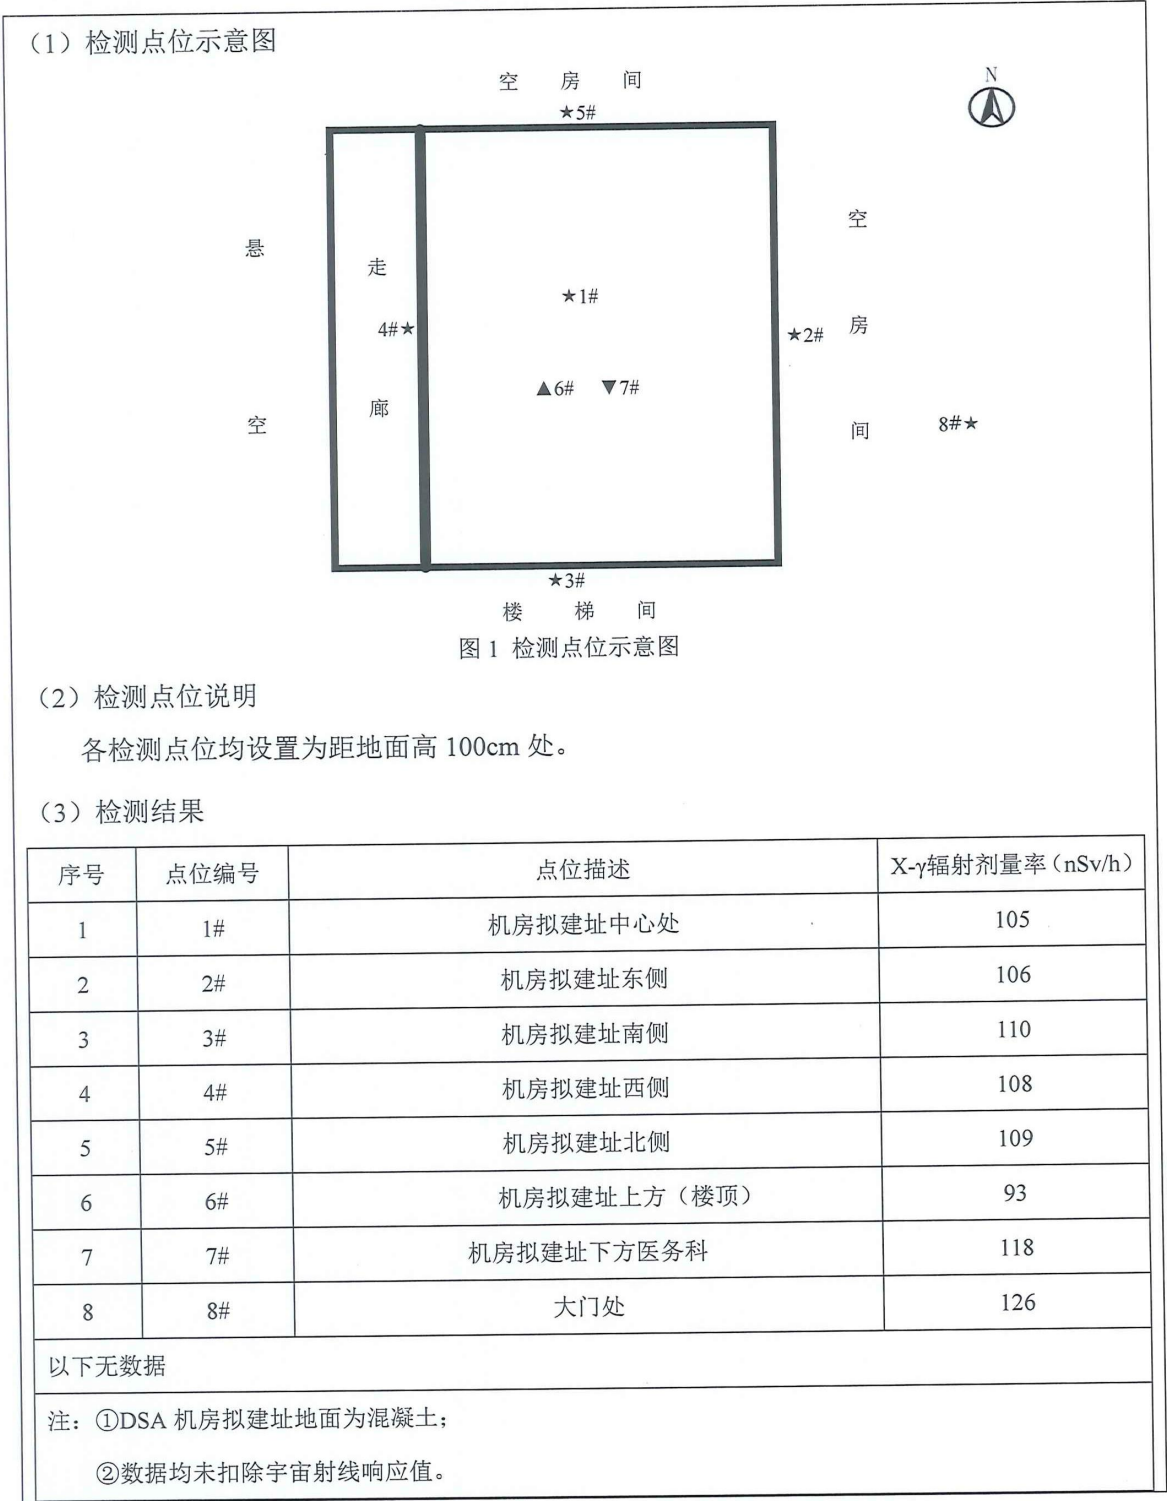 （1）检测点位示意图
N
空 房 间
★5#
悬
空
走
廊
★1#
4#★
★2#
空
房
间
▲6# ▼7#
8#★
★3#
楼 梯 间
图 1 检测点位示意图
（2）检测点位说明
各检测点位均设置为距地面高 100cm 处。
（3）检测结果
序号 点位编号 点位描述 X-γ辐射剂量率（nSv/h）
1 1# 机房拟建址中心处 105
2 2# 机房拟建址东侧 106
3 3# 机房拟建址南侧 110
4 4# 机房拟建址西侧 108
5 5# 机房拟建址北侧 109
6 6# 机房拟建址上方（楼顶） 93
7 7# 机房拟建址下方医务科 118
8 8# 大门处 126
以下无数据
注：①DSA 机房拟建址地面为混凝土；
②数据均未扣除宇宙射线响应值。